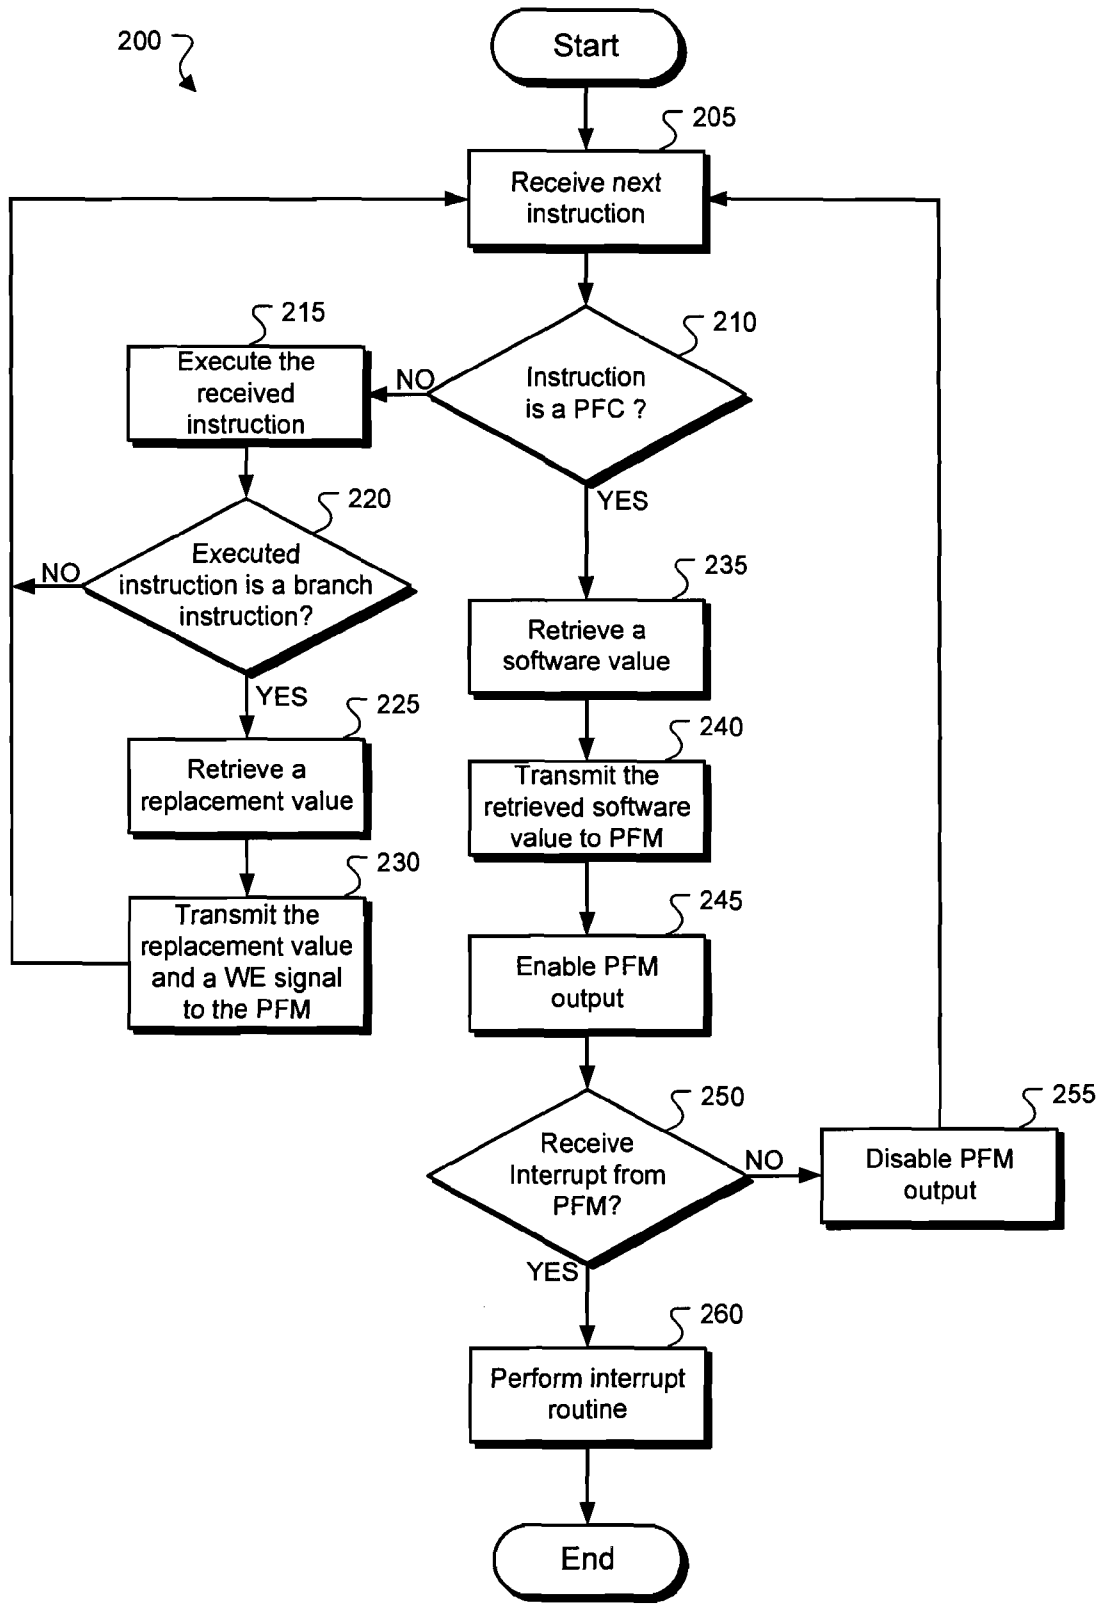 200
Start
205
Receive next
instruction
215
Execute the
received
instruction
NO
210
Instruction
is a PFC ?
YES
220
Executed
instruction is a branch
instruction?
NO
YES
235
Retrieve a
software value
225
Retrieve a
replacement value
240
Transmit the
retrieved software
value to PFM
230
Transmit the
replacement value
and a WE signal
to the PFM
245
Enable PFM
output
250
Receive
Interrupt from
PFM?
NO
255
Disable PFM
output
YES
260
Perform interrupt
routine
End